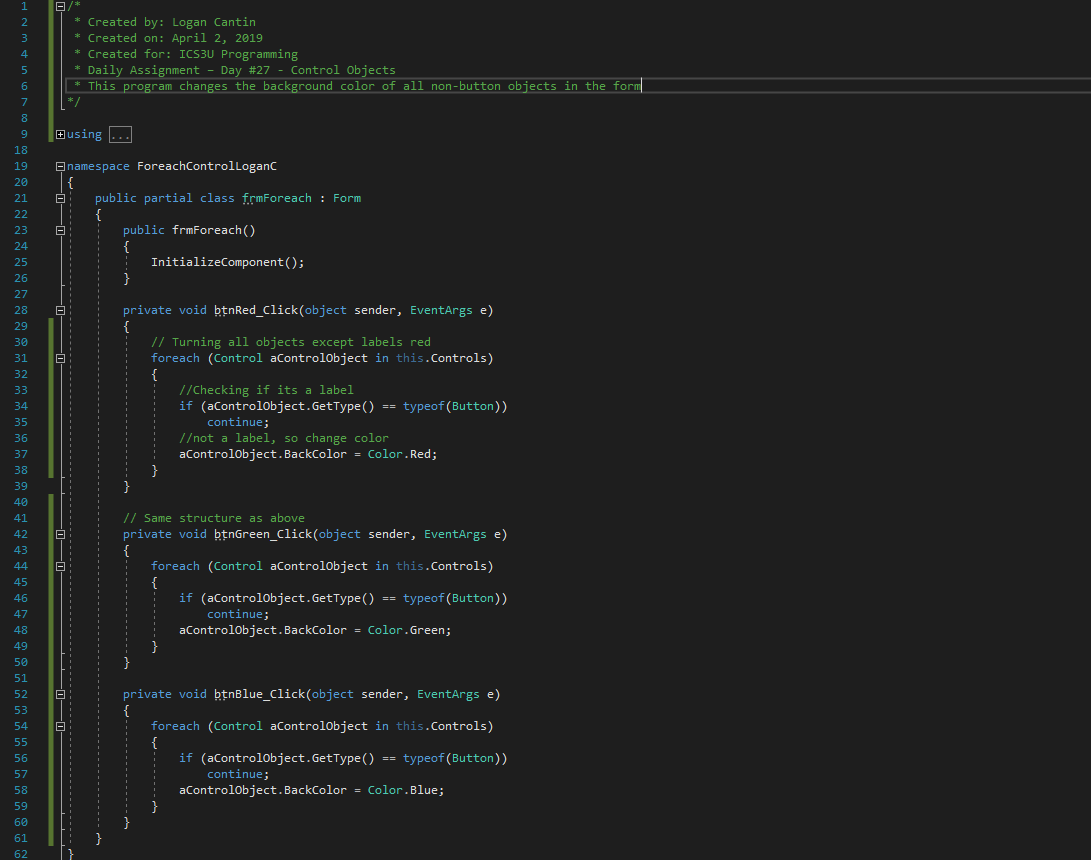 1 /*
2 * Created by: Logan Cantin
3 * Created on: April 2, 2019
4 * Created for: ICS3U Programming
5 * Daily Assignment – Day #27 - Control Objects
6 * This program changes the background color of all non-button objects in the form
7 */
8
9 using ...
18
19 namespace ForeachControlLoganC
20 {
21 public partial class frmForeach : Form
22 {
23 public frmForeach()
24 {
25 InitializeComponent();
26 }
27
28 private void btnRed_Click(object sender, EventArgs e)
29 {
30 // Turning all objects except labels red
31 foreach (Control aControlObject in this.Controls)
32 {
33 //Checking if its a label
34 if (aControlObject.GetType() == typeof(Button))
35 continue;
36 //not a label, so change color
37 aControlObject.BackColor = Color.Red;
38 }
39 }
40
41 // Same structure as above
42 private void btnGreen_Click(object sender, EventArgs e)
43 {
44 foreach (Control aControlObject in this.Controls)
45 {
46 if (aControlObject.GetType() == typeof(Button))
47 continue;
48 aControlObject.BackColor = Color.Green;
49 }
50 }
51
52 private void btnBlue_Click(object sender, EventArgs e)
53 {
54 foreach (Control aControlObject in this.Controls)
55 {
56 if (aControlObject.GetType() == typeof(Button))
57 continue;
58 aControlObject.BackColor = Color.Blue;
59 }
60 }
61 }
62 }